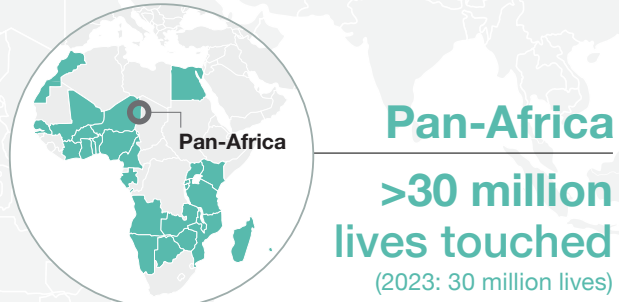 Pan-Africa
Pan-Africa
>30 million
lives touched
(2023: 30 million lives)